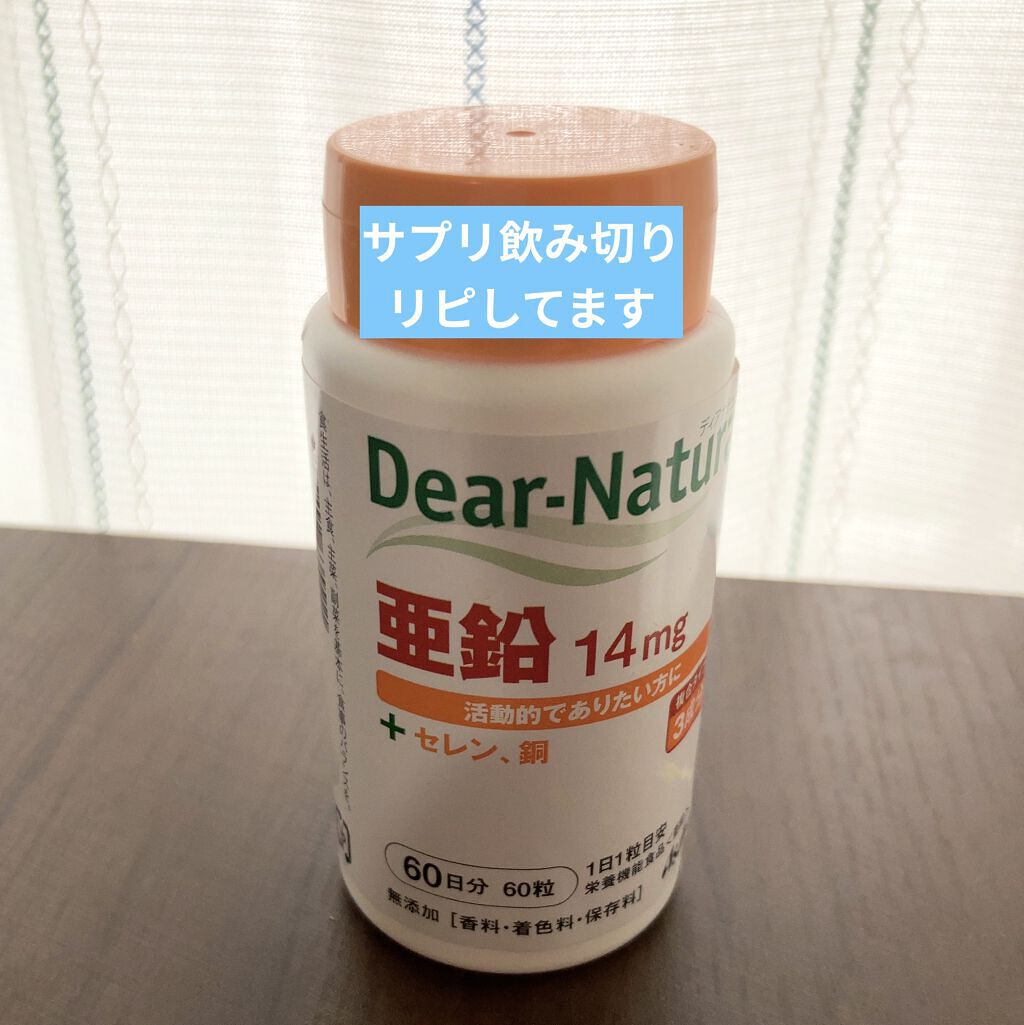 サプリ飲み切り
リピしてます
Dear-Natura
亜鉛 14mg
活動的でありたい方に
+セレン、銅
60日分 60粒
1日1粒目安
栄養機能食品
無添加 [香料・着色料・保存料]